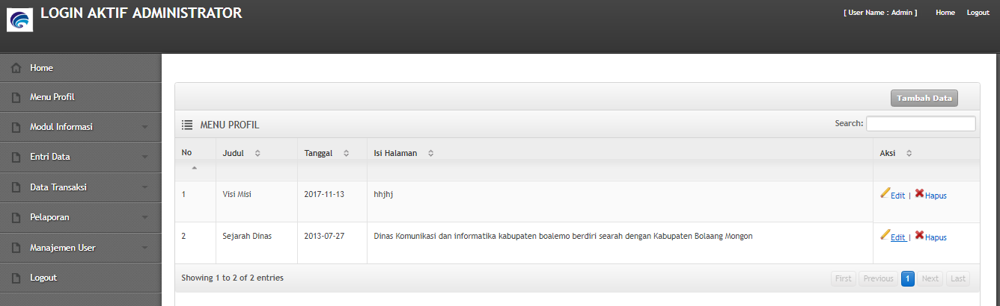 LOGIN AKTIF ADMINISTRATOR
[ User Name : Admin ] Home Logout
Home
Menu Profil
Modul Informasi
Entri Data
Data Transaksi
Pelaporan
Manajemen User
Logout
Tambah Data
MENU PROFIL
Search:
No Judul Tanggal Isi Halaman Aksi
1 Visi Misi 2017-11-13 hhjhj Edit | Hapus
2 Sejarah Dinas 2013-07-27 Dinas Komunikasi dan informatika kabupaten boalemo berdiri searah dengan Kabupaten Bolaang Mongon Edit | Hapus
Showing 1 to 2 of 2 entries
First Previous 1 Next Last